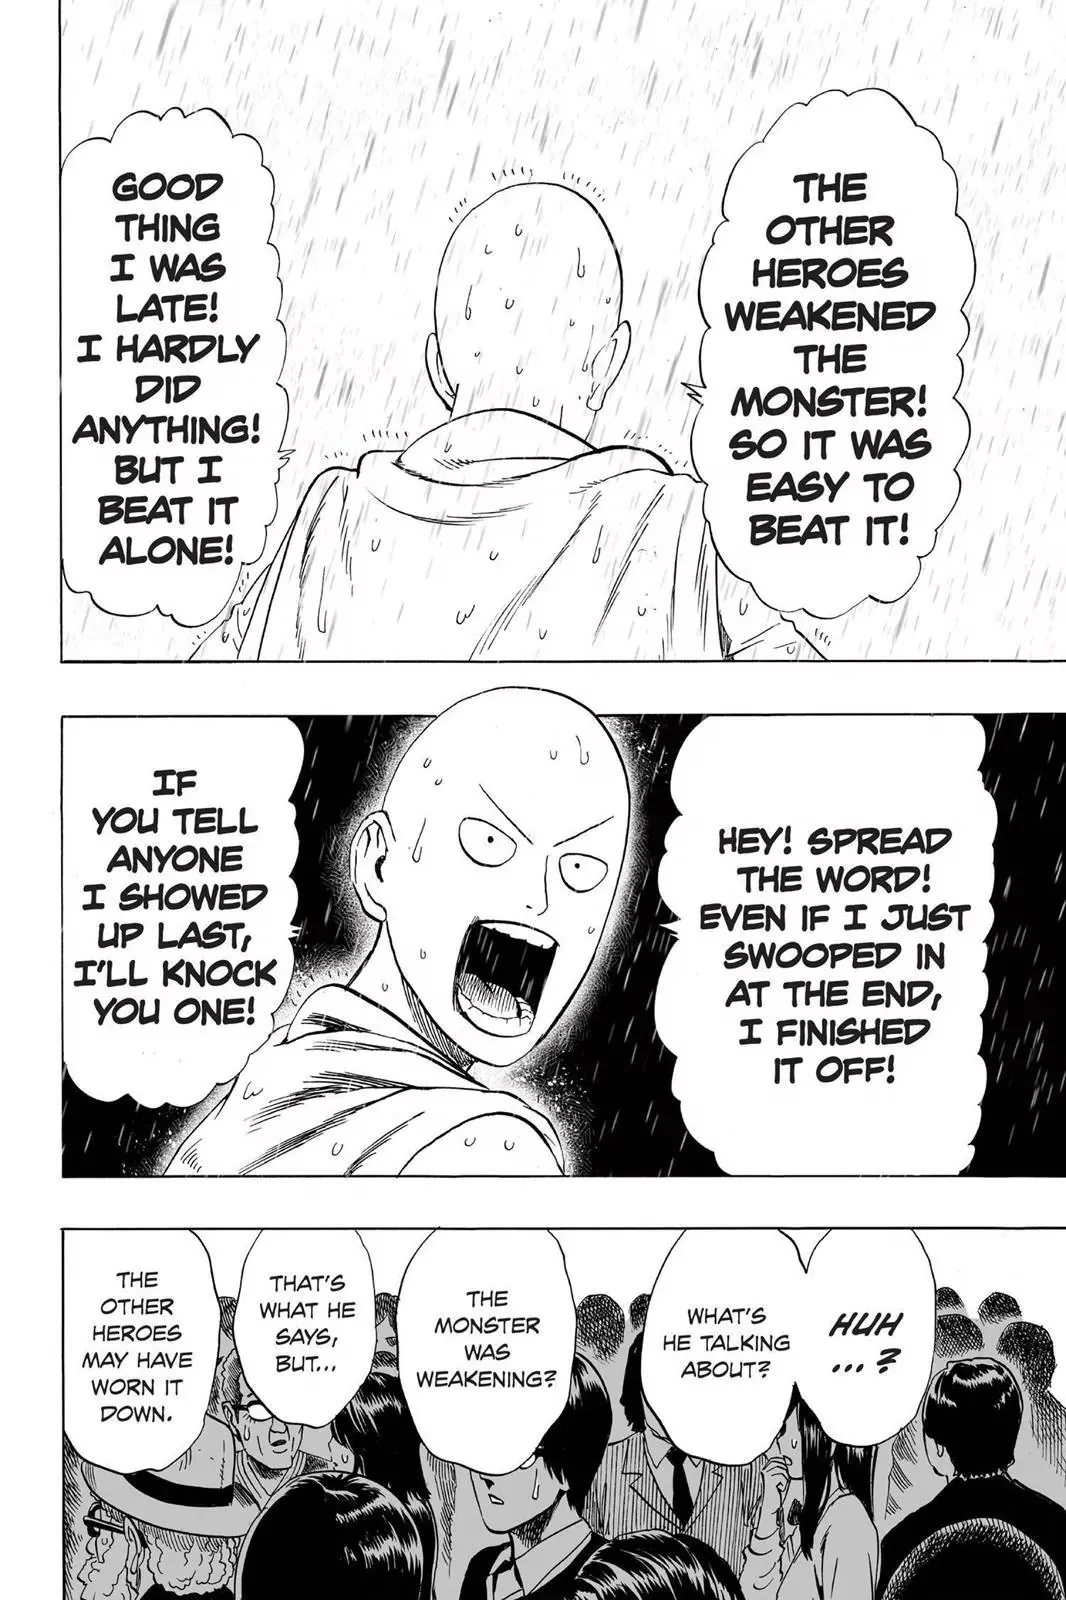 THE
OTHER
HEROES
WEAKENED
THE
MONSTER!
SO IT WAS
EASY TO
BEAT IT!
GOOD
THING
I WAS
LATE!
I HARDLY
DID
ANYTHING!
BUT I
BEAT IT
ALONE!
HEY! SPREAD
THE WORD!
EVEN IF I JUST
SWOOPED IN
AT THE END,
I FINISHED
IT OFF!
IF
YOU TELL
ANYONE
I SHOWED
UP LAST,
I'LL KNOCK
YOU ONE!
HUH
...?
WHAT'S
HE TALKING
ABOUT?
THE
MONSTER
WAS
WEAKENING?
THAT'S
WHAT HE
SAYS,
BUT...
THE
OTHER
HEROES
MAY HAVE
WORN IT
DOWN.